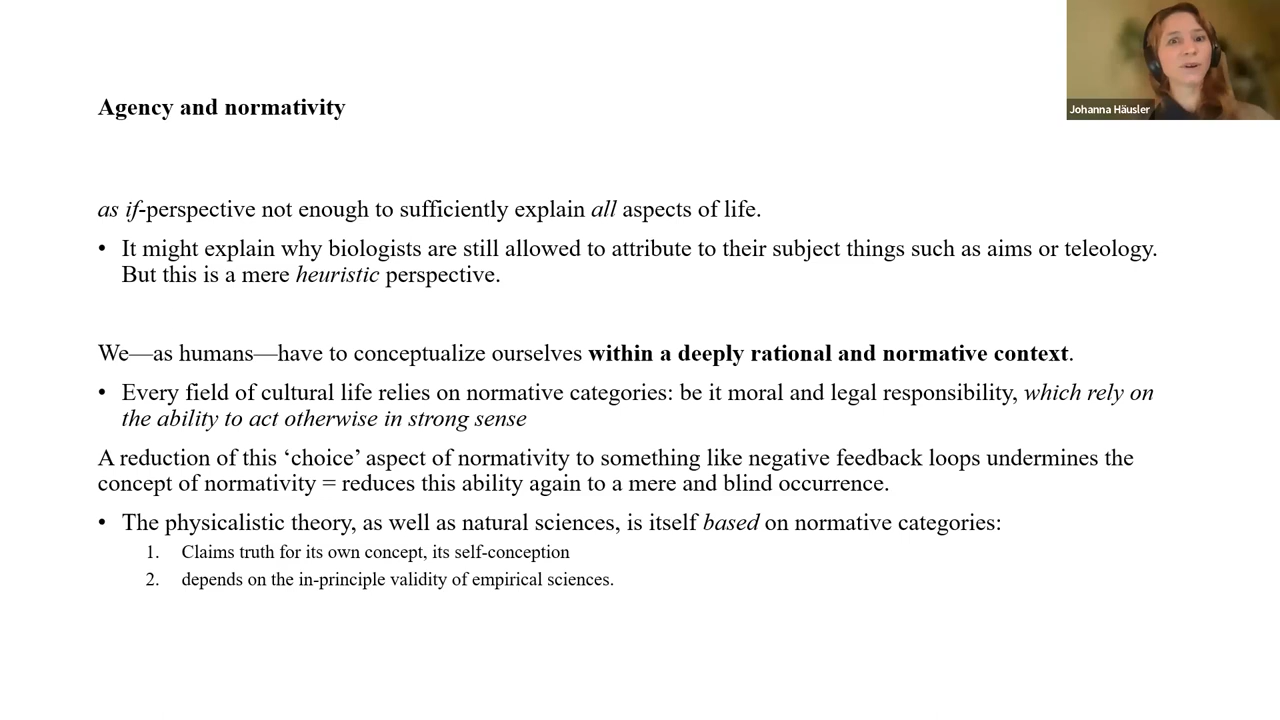 Johanna Häusler
Agency and normativity
as if-perspective not enough to sufficiently explain all aspects of life.
• It might explain why biologists are still allowed to attribute to their subject things such as aims or teleology.
But this is a mere heuristic perspective.
We—as humans—have to conceptualize ourselves within a deeply rational and normative context.
• Every field of cultural life relies on normative categories: be it moral and legal responsibility, which rely on
the ability to act otherwise in strong sense
A reduction of this ‘choice’ aspect of normativity to something like negative feedback loops undermines the
concept of normativity = reduces this ability again to a mere and blind occurrence.
• The physicalistic theory, as well as natural sciences, is itself based on normative categories:
1. Claims truth for its own concept, its self-conception
2. depends on the in-principle validity of empirical sciences.